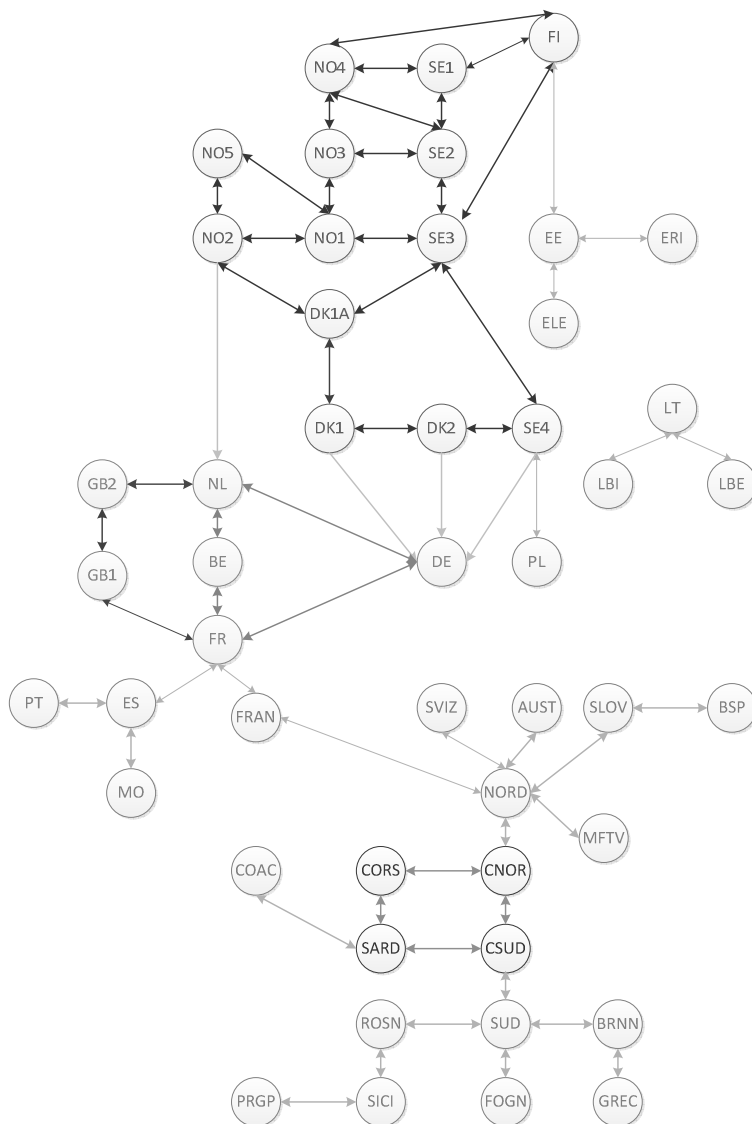 FI
NO4 SE1
NO5 NO3 SE2
NO2 NO1 SE3 EE ERI
DK1A ELE
LT
DK1 DK2 SE4
GB2 NL LBI LBE
GB1 BE DE PL
FR
PT ES FRAN SVIZ AUST SLOV BSP
MO NORD
MFTV
COAC CORS CNOR
SARD CSUD
ROSN SUD BRNN
PRGP SICI FOGN GREC